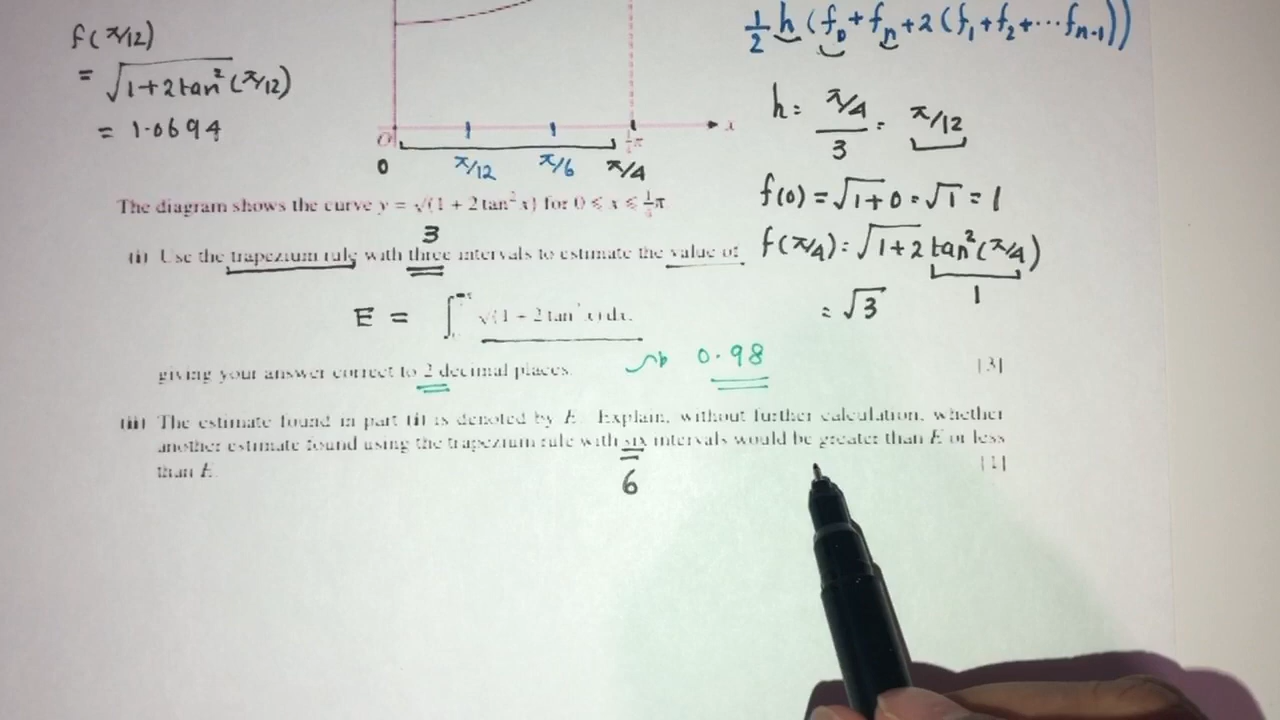 f(π/12)
= √1+2tan²(π/12)
= 1.0694
½ h (f₀ + fₙ + 2(f₁ + f₂ + ⋯ fₙ₋₁))
h = π/4 / 3 = π/12
O ¼π x
0 π/12 π/6 π/4
f(0) = √1+0 = √1 = 1
f(π/4) = √1+2 tan²(π/4)
1
= √3
The diagram shows the curve y = √(1 + 2 tan² x) for 0 ⩽ x ⩽ ¼π
3
(i) Use the trapezium rule with three intervals to estimate the value of
E = ∫ √(1 + 2 tan² x) dx,
0.98
giving your answer correct to 2 decimal places. [3]
(ii) The estimate found in part (i) is denoted by E. Explain, without further calculation, whether
another estimate found using the trapezium rule with six intervals would be greater than E or less
than E. [1]
6